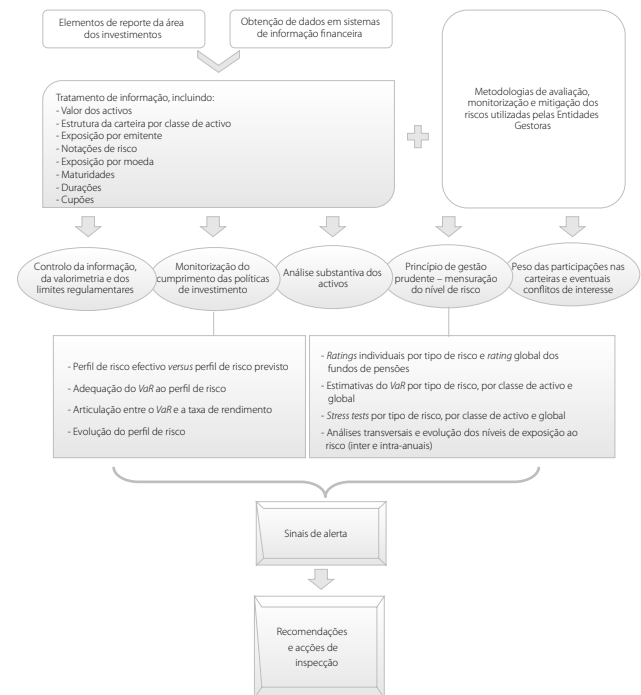 Elementos de reporte da área
dos investimentos
Obtenção de dados em sistemas
de informação financeira
Tratamento de informação, incluindo:
- Valor dos activos
- Estrutura da carteira por classe de activo
- Exposição por emitente
- Notações de risco
- Exposição por moeda
- Maturidades
- Durações
- Cupões
Metodologias de avaliação,
monitorização e mitigação dos
riscos utilizadas pelas Entidades
Gestoras
Controlo da informação,
da valorimetria e dos
limites regulamentares
Monitorização do
cumprimento das políticas
de investimento
Análise substantiva dos
activos
Princípio de gestão
prudente – mensuração
do nível de risco
Peso das participações nas
carteiras e eventuais
conflitos de interesse
- Perfil de risco efectivo versus perfil de risco previsto
- Adequação do VaR ao perfil de risco
- Articulação entre o VaR e a taxa de rendimento
- Evolução do perfil de risco
- Ratings individuais por tipo de risco e rating global dos
fundos de pensões
- Estimativas do VaR por tipo de risco, por classe de activo e
global
- Stress tests por tipo de risco, por classe de activo e global
- Análises transversais e evolução dos níveis de exposição ao
risco (inter e intra-anuais)
Sinais de alerta
Recomendações
e acções de
inspecção